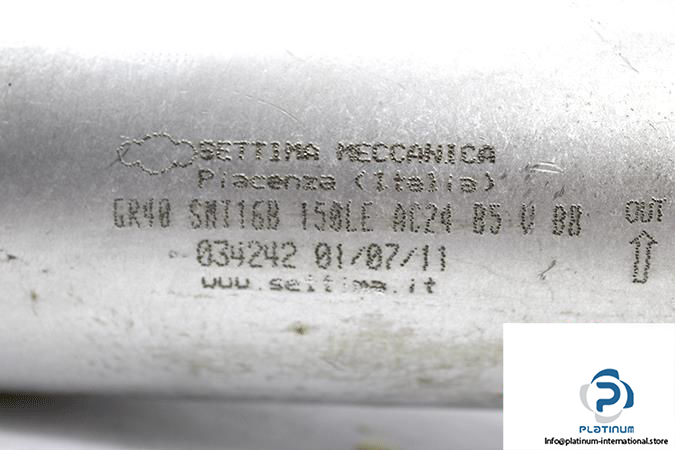 SETTIMA MECCANICA
Piacenza (Italia)
GR40 SMT16B 150LE AC24 B5 V B8
034242 01/07/11
www.settima.it
OUT
PLATINUM
Info@platinum-international.store